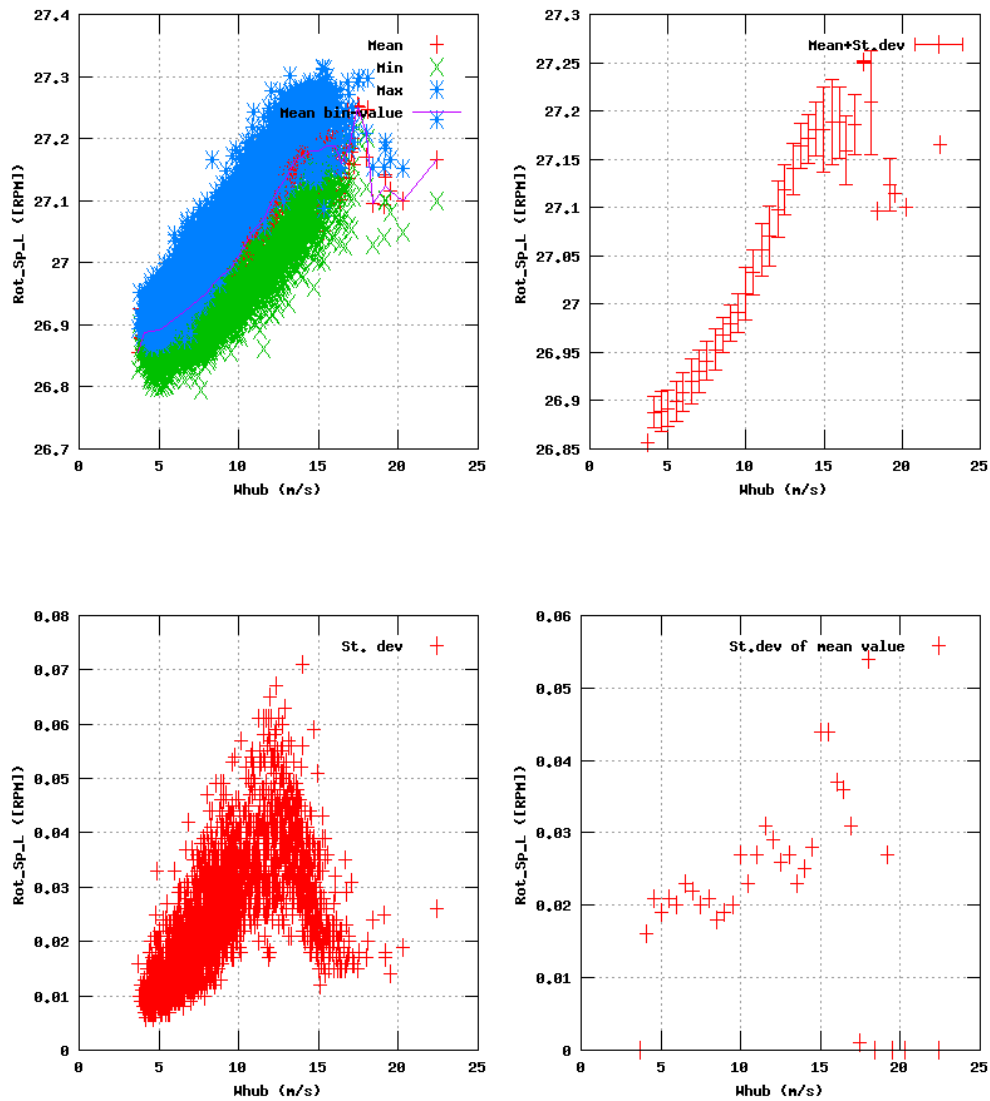 27.4
27.3
27.2
27.1
27
26.9
26.8
26.7
0 5 10 15 20 25
Rot_Sp_L ([RPM])
Whub (m/s)
Mean
Min
Max
Mean bin-value
27.3
27.25
27.2
27.15
27.1
27.05
27
26.95
26.9
26.85
0 5 10 15 20 25
Rot_Sp_L ([RPM])
Whub (m/s)
Mean+St.dev
0.08
0.07
0.06
0.05
0.04
0.03
0.02
0.01
0
0 5 10 15 20 25
Rot_Sp_L ([RPM])
Whub (m/s)
St. dev
0.06
0.05
0.04
0.03
0.02
0.01
0
0 5 10 15 20 25
Rot_Sp_L ([RPM])
Whub (m/s)
St.dev of mean value